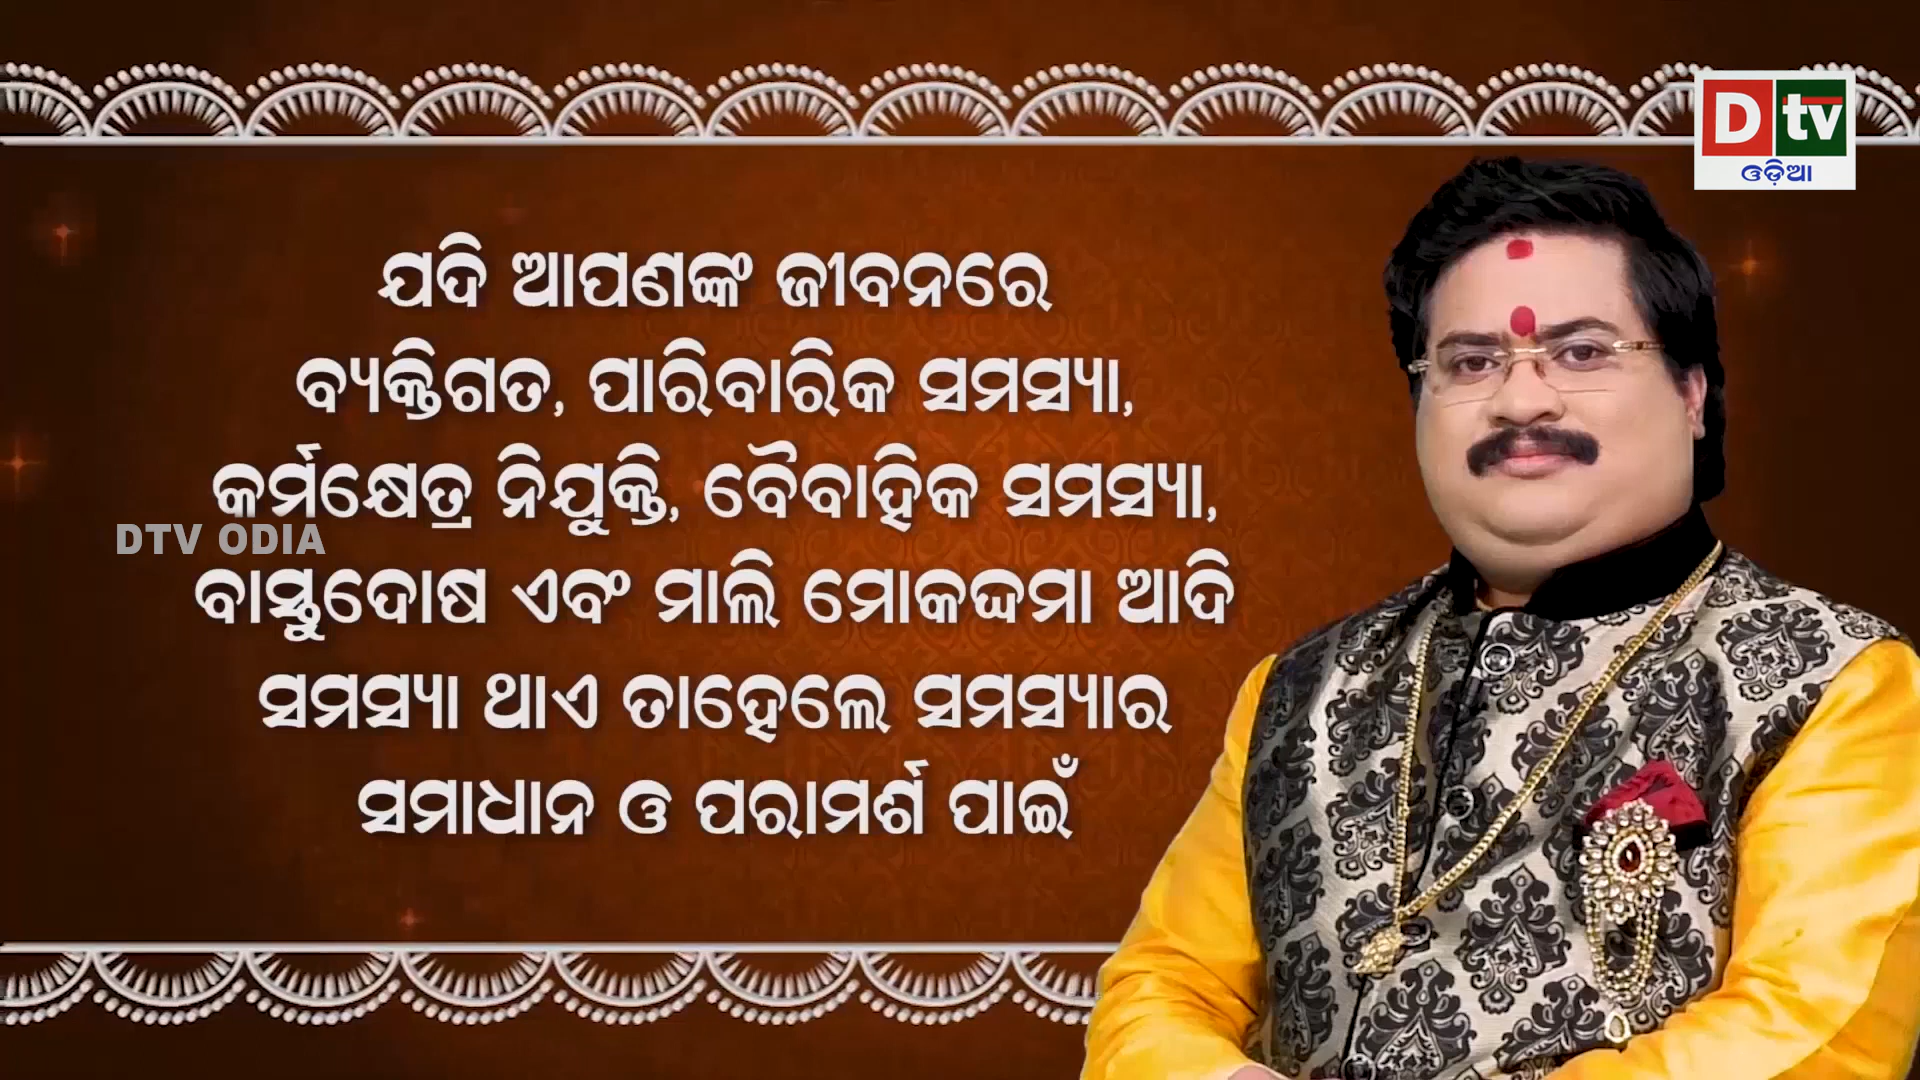 Dtv
ଓଡ଼ିଆ
ଯଦି ଆପଣଙ୍କ ଜୀବନରେ
ବ୍ୟକ୍ତିଗତ, ପାରିବାରିକ ସମସ୍ୟା,
କର୍ମକ୍ଷେତ୍ର ନିଯୁକ୍ତି, ବୈବାହିକ ସମସ୍ୟା,
DTV ODIA
ବାସ୍ତୁଦୋଷ ଏବଂ ମାଲି ମୋକଦ୍ଦମା ଆଦି
ସମସ୍ୟା ଥାଏ ତାହେଲେ ସମସ୍ୟାର
ସମାଧାନ ଓ ପରାମର୍ଶ ପାଇଁ